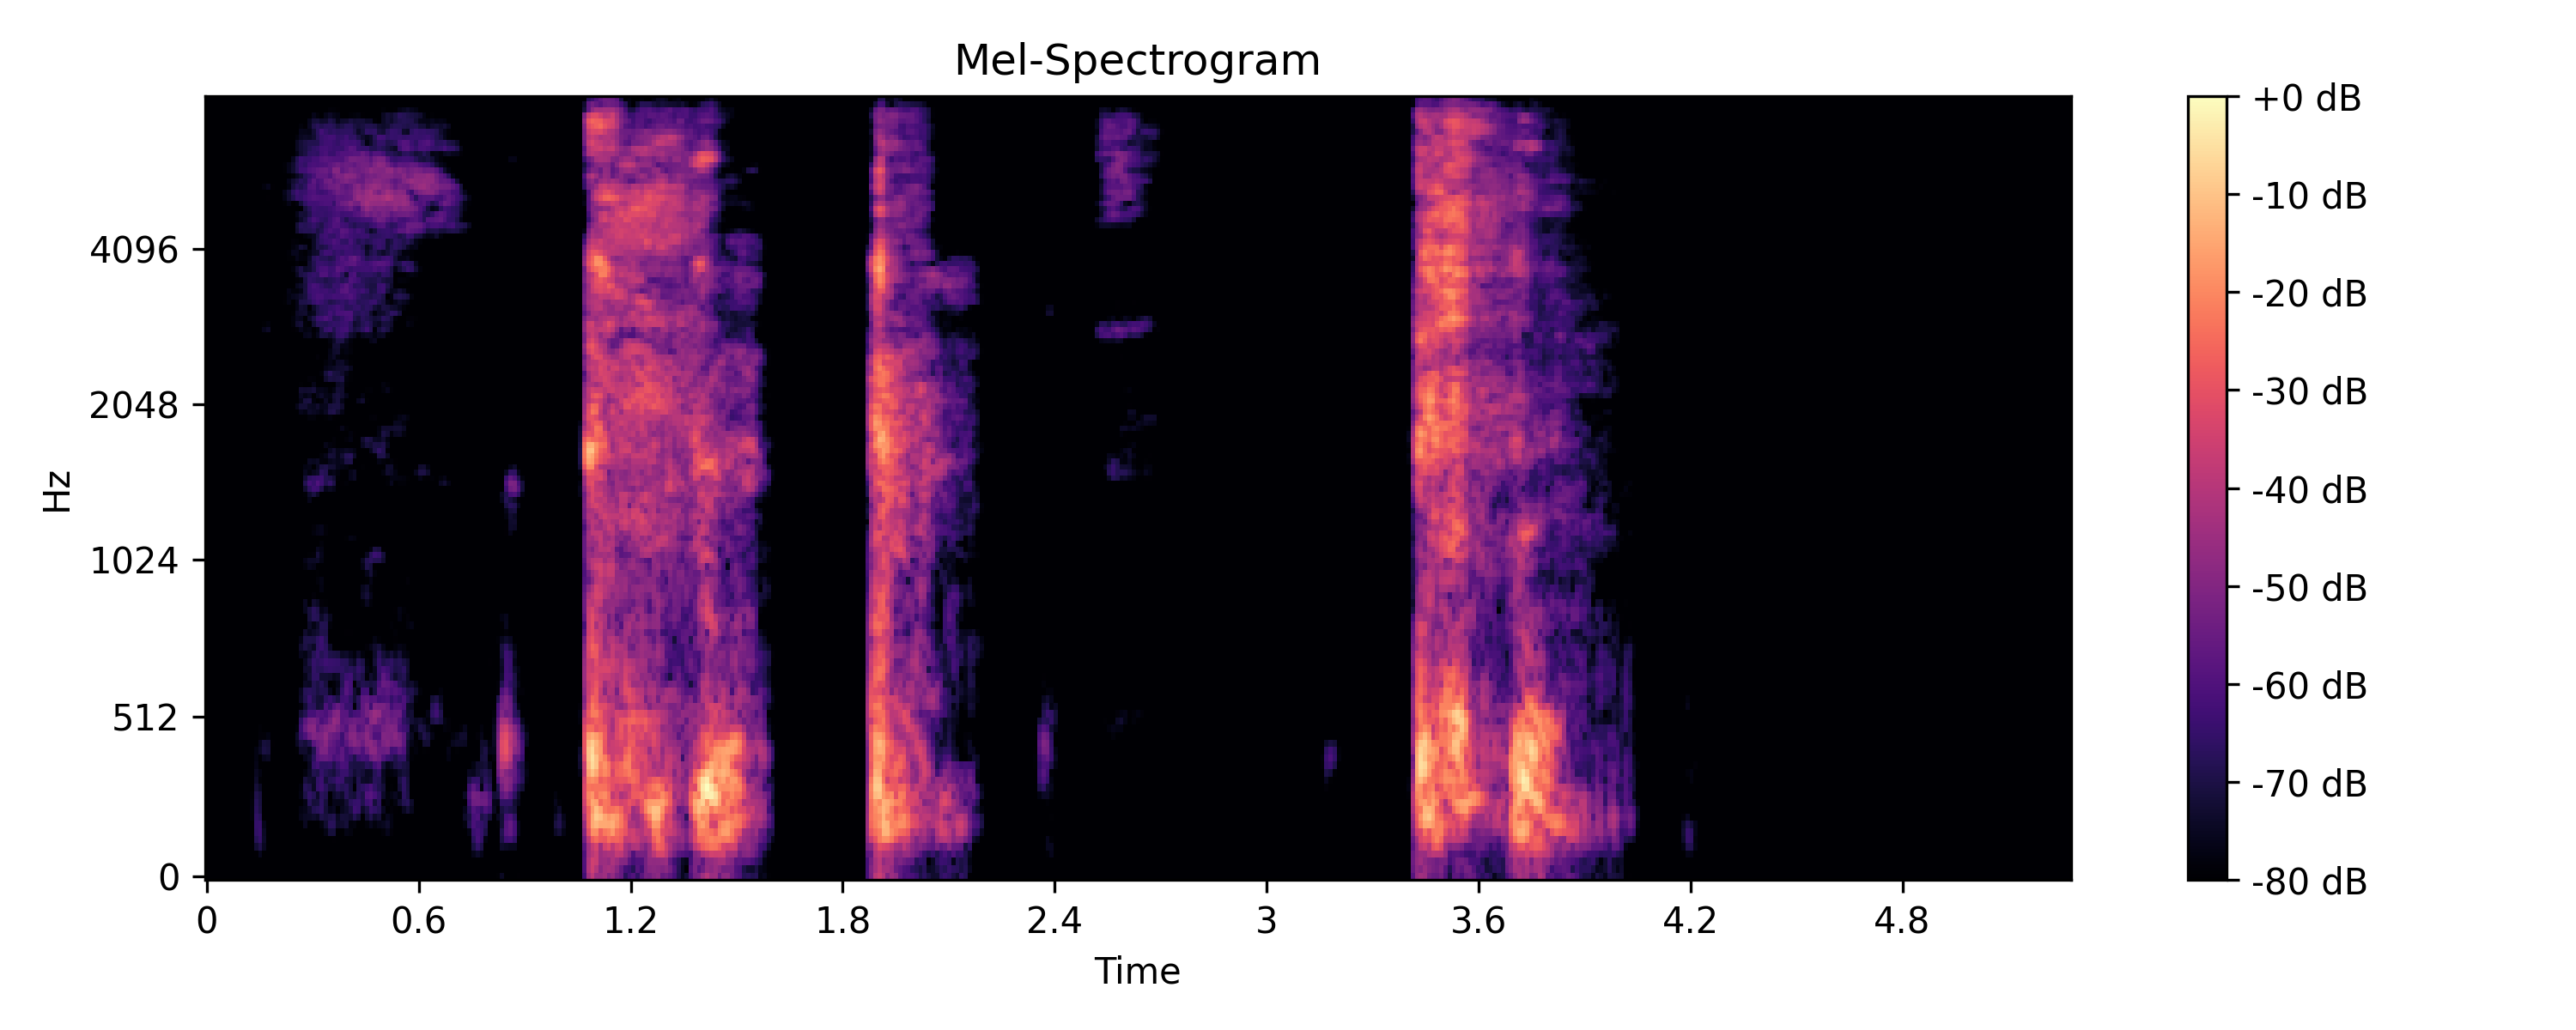 Mel-Spectrogram
+0 dB
-10 dB
-20 dB
-30 dB
-40 dB
-50 dB
-60 dB
-70 dB
-80 dB
Hz
4096
2048
1024
512
0
0 0.6 1.2 1.8 2.4 3 3.6 4.2 4.8
Time